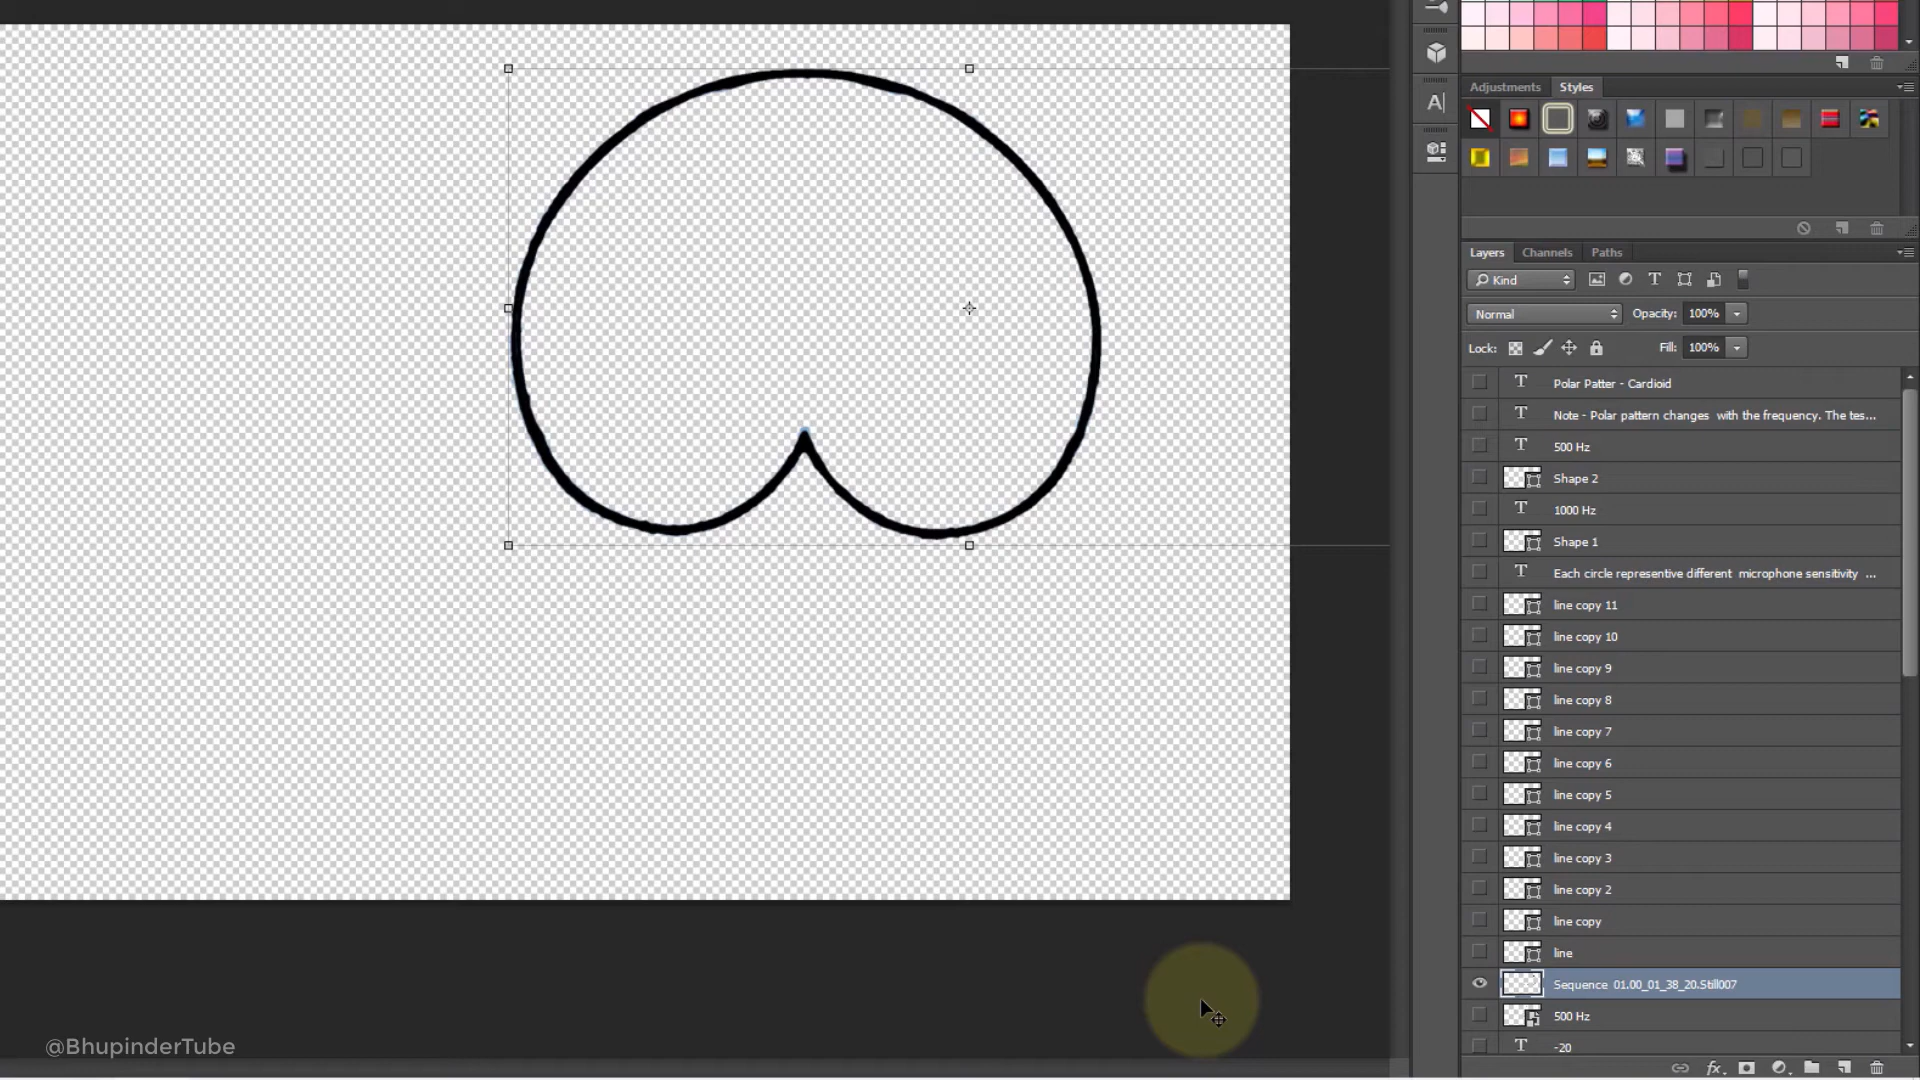 Adjustments
Styles
Layers
Channels
Paths
Kind
T
Normal
Opacity:
100%
Lock:
Fill:
100%
T Polar Patter - Cardioid
T Note - Polar pattern changes with the frequency. The tes...
T 500 Hz
Shape 2
T 1000 Hz
Shape 1
T Each circle representive different microphone sensitivity ...
line copy 11
line copy 10
line copy 9
line copy 8
line copy 7
line copy 6
line copy 5
line copy 4
line copy 3
line copy 2
line copy
line
Sequence 01.00_01_38_20.Still007
500 Hz
T -20
fx
A
@BhupinderTube